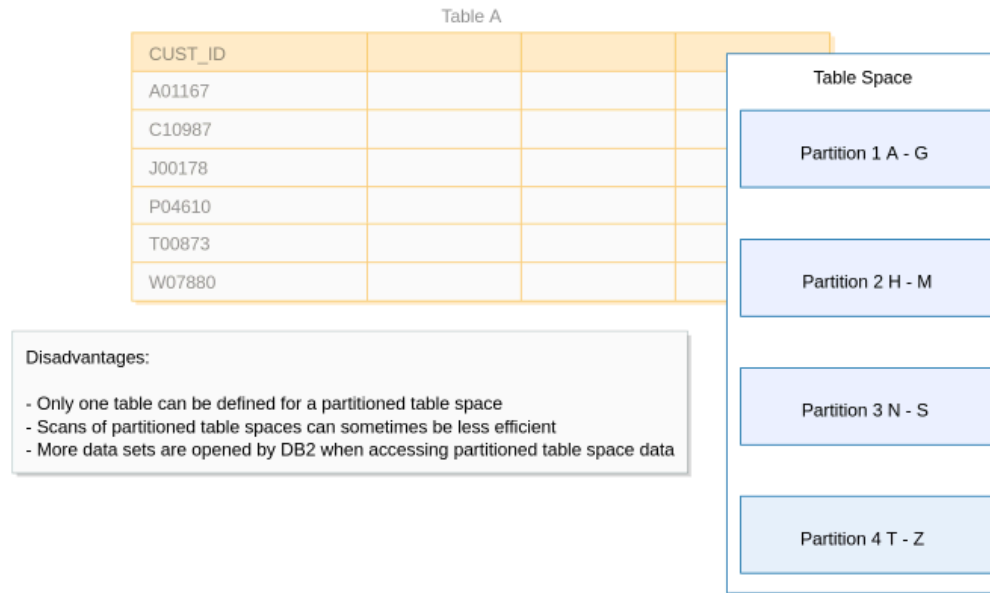 Table A
CUST_ID
A01167
C10987
J00178
P04610
T00873
W07880
Table Space
Partition 1 A - G
Partition 2 H - M
Partition 3 N - S
Partition 4 T - Z
Disadvantages:
- Only one table can be defined for a partitioned table space
- Scans of partitioned table spaces can sometimes be less efficient
- More data sets are opened by DB2 when accessing partitioned table space data